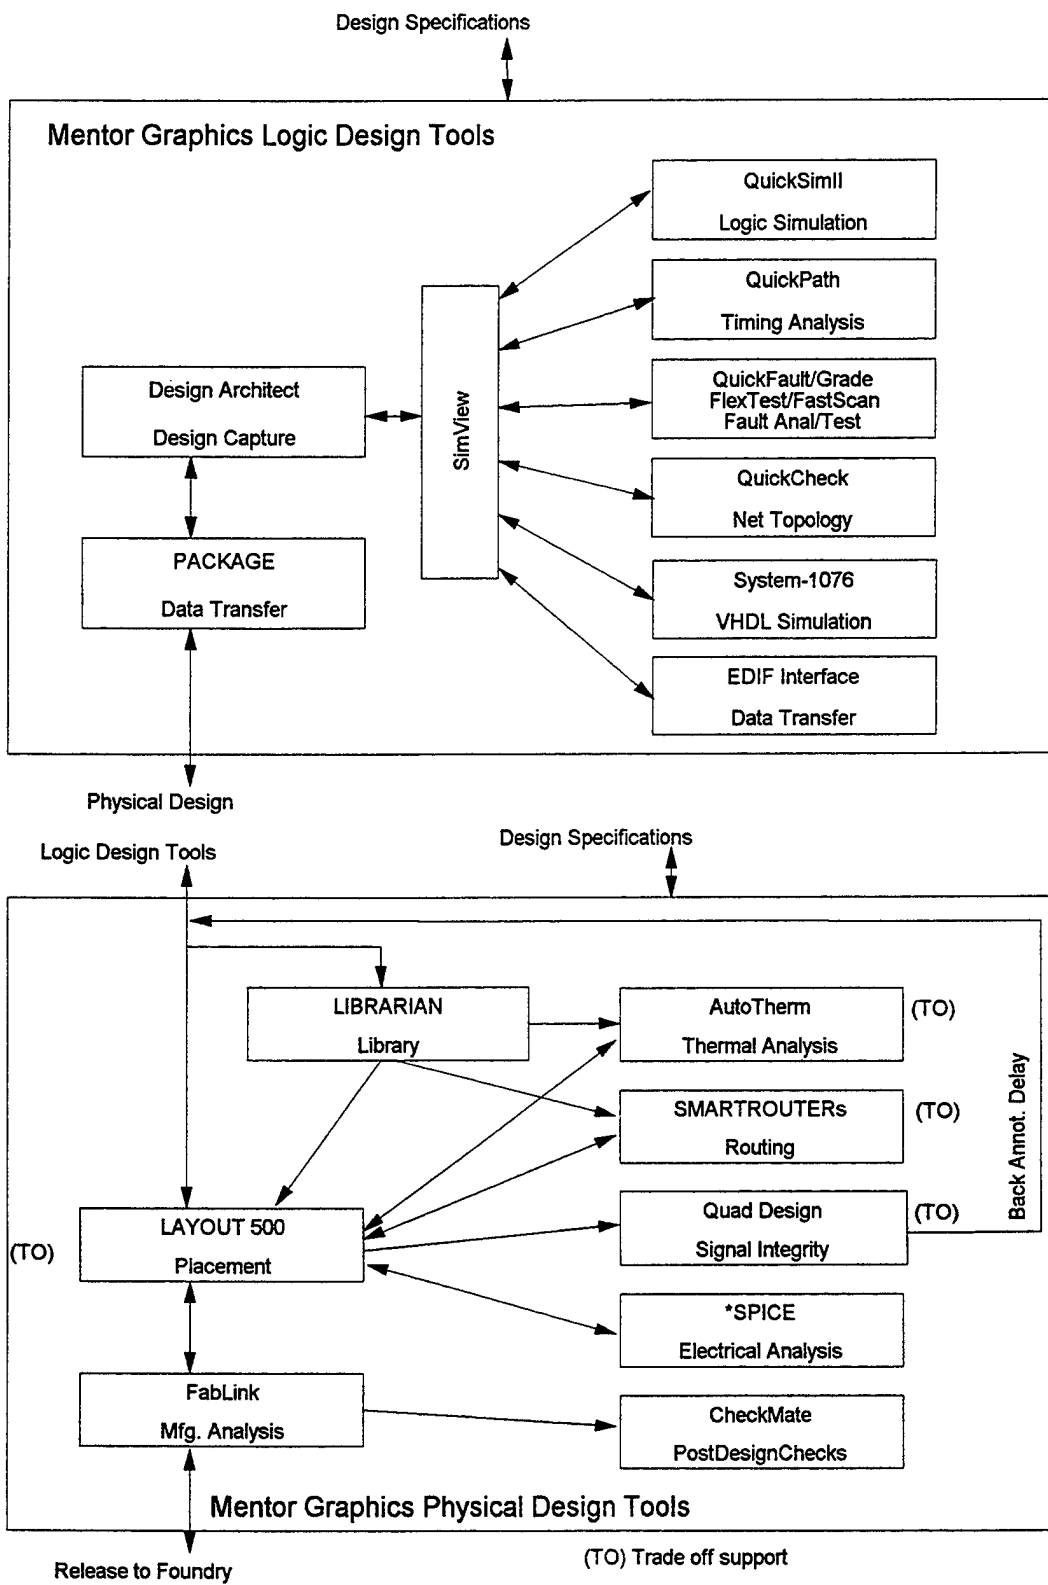 Design Specifications
Mentor Graphics Logic Design Tools
QuickSimII
Logic Simulation
QuickPath
Timing Analysis
Design Architect
Design Capture
SimView
QuickFault/Grade
FlexTest/FastScan
Fault Anal/Test
QuickCheck
Net Topology
PACKAGE
Data Transfer
System-1076
VHDL Simulation
EDIF Interface
Data Transfer
Physical Design
Logic Design Tools
Design Specifications
LIBRARIAN
Library
AutoTherm
Thermal Analysis
(TO)
SMARTROUTERs
Routing
(TO)
Back Annot. Delay
(TO)
LAYOUT 500
Placement
Quad Design
Signal Integrity
(TO)
*SPICE
Electrical Analysis
FabLink
Mfg. Analysis
CheckMate
PostDesignChecks
Mentor Graphics Physical Design Tools
Release to Foundry
(TO) Trade off support